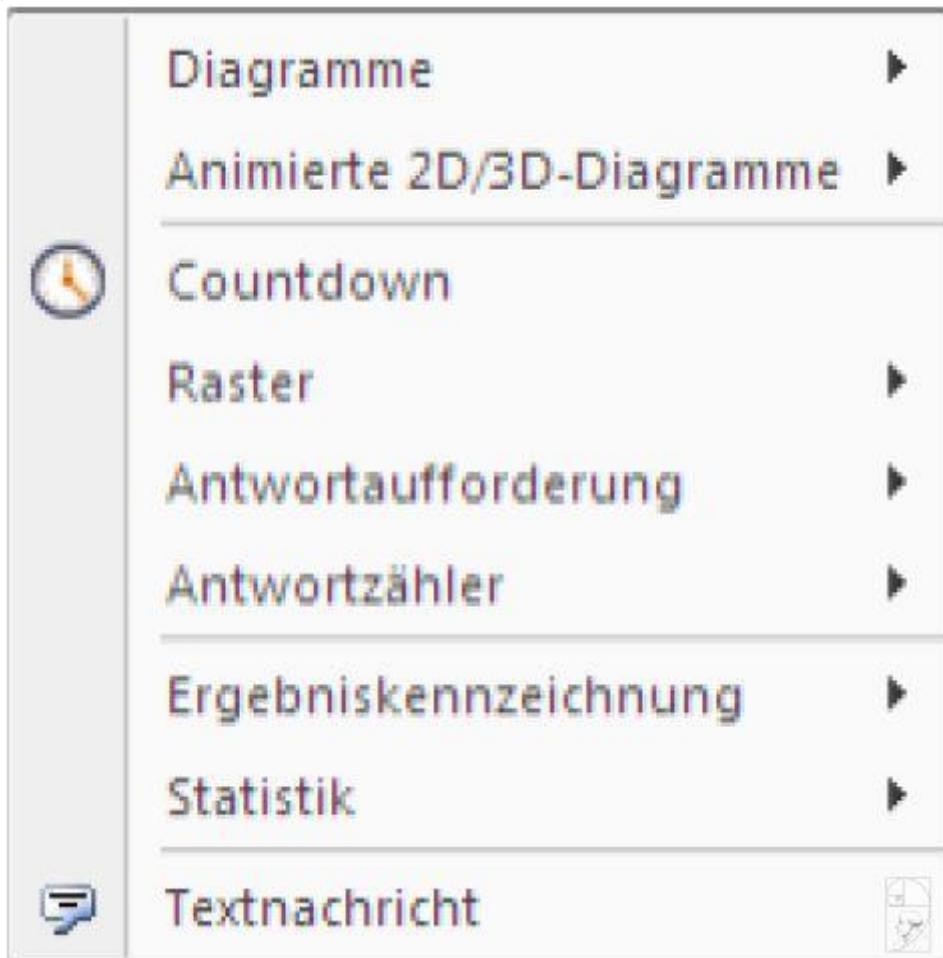 Diagramme
Animierte 2D/3D-Diagramme
Countdown
Raster
Antwortaufforderung
Antwortzähler
Ergebniskennzeichnung
Statistik
Textnachricht